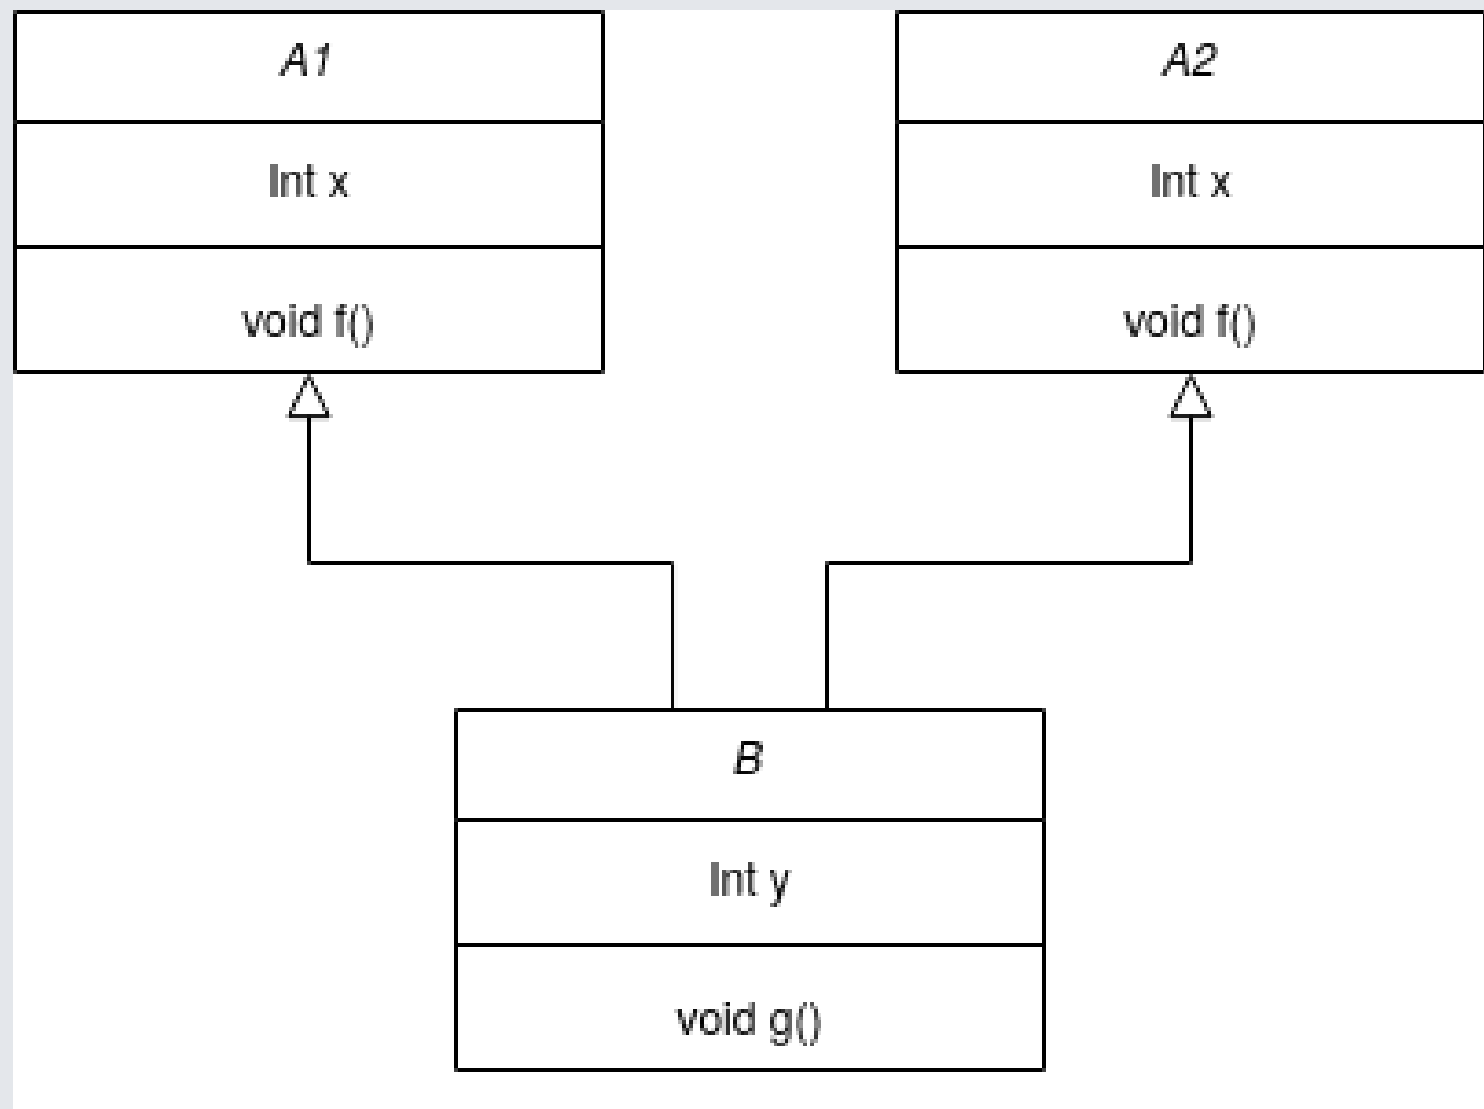 A1
Int x
void f()
A2
Int x
void f()
B
Int y
void g()